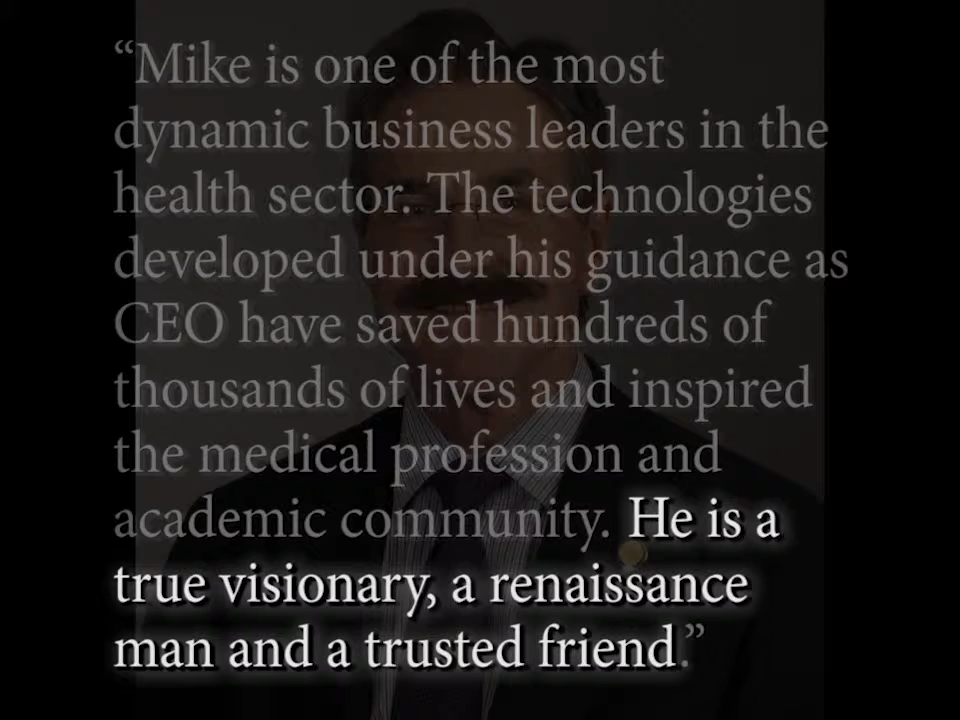 “Mike is one of the most
dynamic business leaders in the
health sector. The technologies
developed under his guidance as
CEO have saved hundreds of
thousands of lives and inspired
the medical profession and
academic community. He is a
true visionary, a renaissance
man and a trusted friend.”